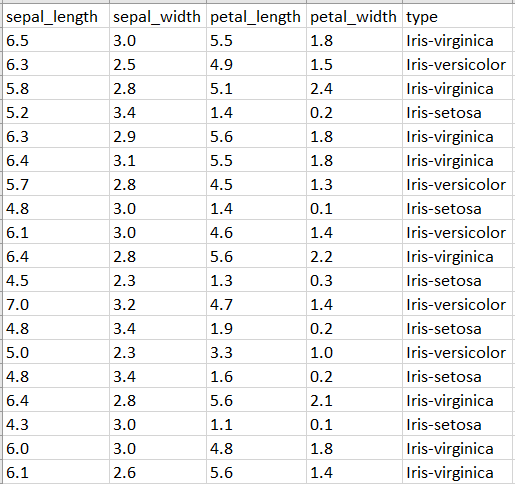 sepal_length sepal_width petal_length petal_width type
6.5 3.0 5.5 1.8 Iris-virginica
6.3 2.5 4.9 1.5 Iris-versicolor
5.8 2.8 5.1 2.4 Iris-virginica
5.2 3.4 1.4 0.2 Iris-setosa
6.3 2.9 5.6 1.8 Iris-virginica
6.4 3.1 5.5 1.8 Iris-virginica
5.7 2.8 4.5 1.3 Iris-versicolor
4.8 3.0 1.4 0.1 Iris-setosa
6.1 3.0 4.6 1.4 Iris-versicolor
6.4 2.8 5.6 2.2 Iris-virginica
4.5 2.3 1.3 0.3 Iris-setosa
7.0 3.2 4.7 1.4 Iris-versicolor
4.8 3.4 1.9 0.2 Iris-setosa
5.0 2.3 3.3 1.0 Iris-versicolor
4.8 3.4 1.6 0.2 Iris-setosa
6.4 2.8 5.6 2.1 Iris-virginica
4.3 3.0 1.1 0.1 Iris-setosa
6.0 3.0 4.8 1.8 Iris-virginica
6.1 2.6 5.6 1.4 Iris-virginica